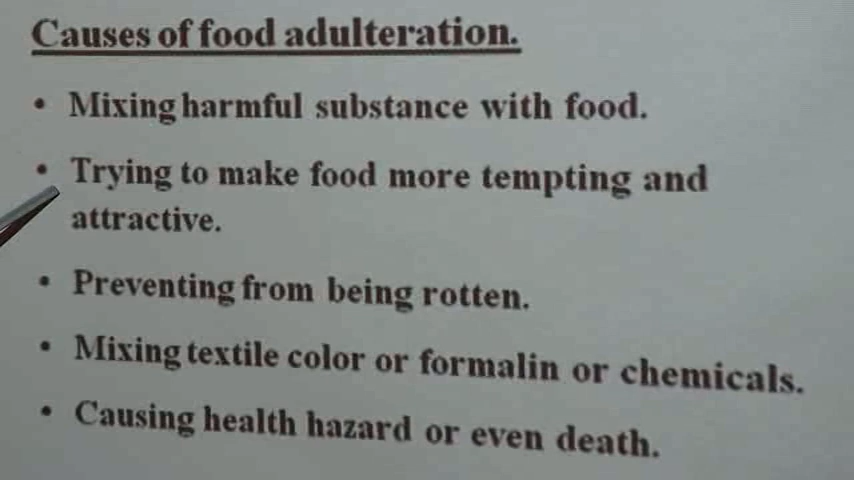 Causes of food adulteration.
• Mixing harmful substance with food.
• Trying to make food more tempting and
attractive.
• Preventing from being rotten.
• Mixing textile color or formalin or chemicals.
• Causing health hazard or even death.